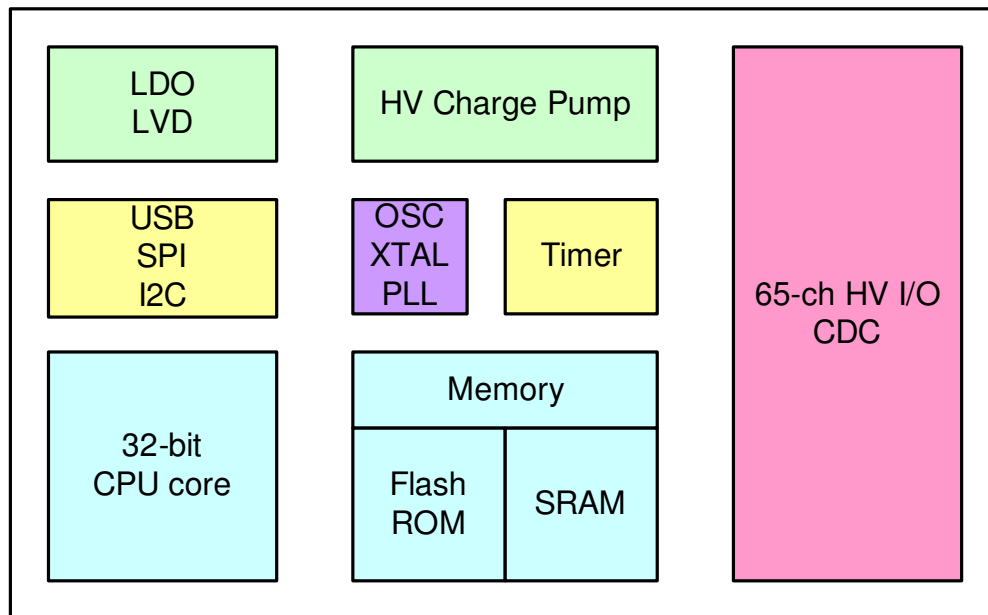 LDO
LVD
HV Charge Pump
USB
SPI
I2C
OSC
XTAL
PLL
Timer
65-ch HV I/O
CDC
32-bit
CPU core
Memory
Flash
ROM
SRAM